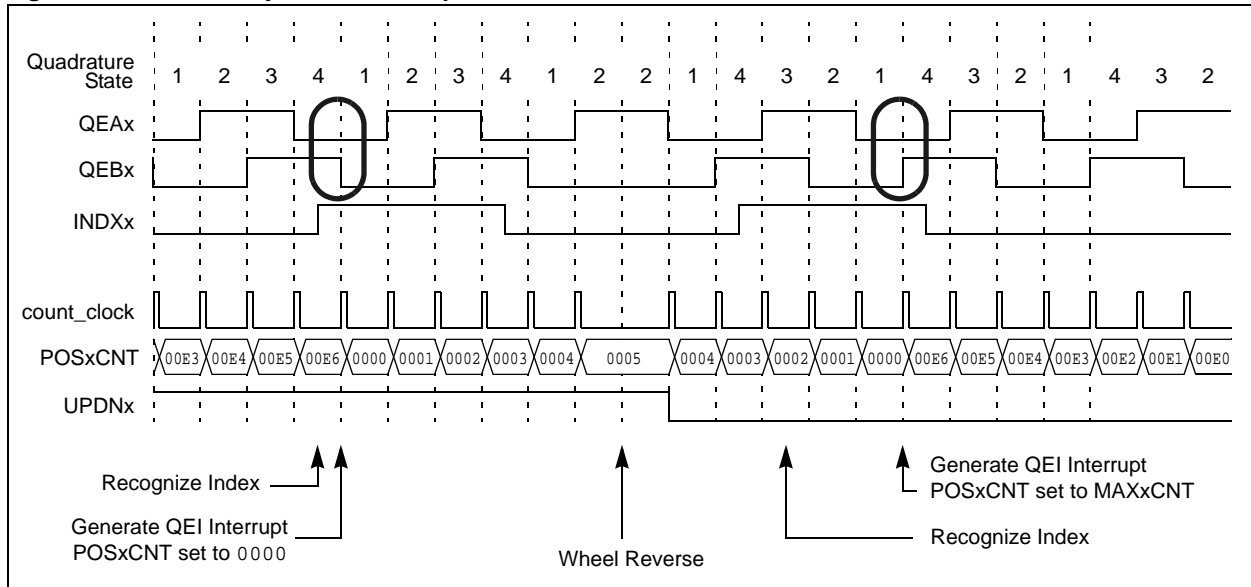 Quadrature
State
1 2 3 4 1 2 3 4 1 2 2 1 4 3 2 1 4 3 2 1 4 3 2
QEAx
QEBx
INDXx
count_clock
POSxCNT
00E3 00E4 00E5 00E6 0000 0001 0002 0003 0004 0005 0004 0003 0002 0001 0000 00E6 00E5 00E4 00E3 00E2 00E1 00E0
UPDNx
Recognize Index
Generate QEI Interrupt
POSxCNT set to 0000
Wheel Reverse
Generate QEI Interrupt
POSxCNT set to MAXxCNT
Recognize Index